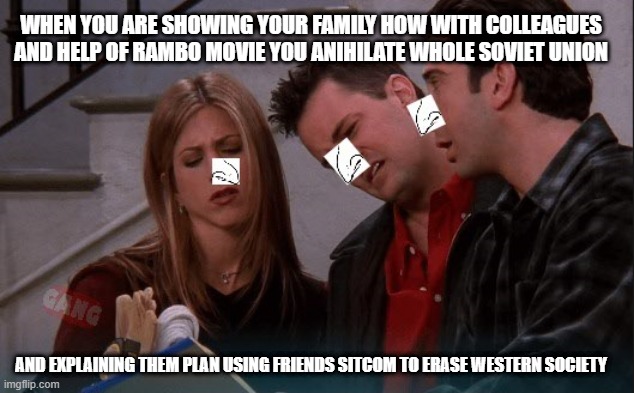 WHEN YOU ARE SHOWING YOUR FAMILY HOW WITH COLLEAGUES
AND HELP OF RAMBO MOVIE YOU ANIHILATE WHOLE SOVIET UNION
GANG
AND EXPLAINING THEM PLAN USING FRIENDS SITCOM TO ERASE WESTERN SOCIETY
imgflip.com